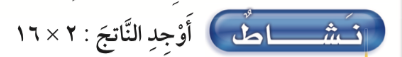 نَشَاطٌ أَوْجِدِ النَّاتِجَ : ٢ × ١٦